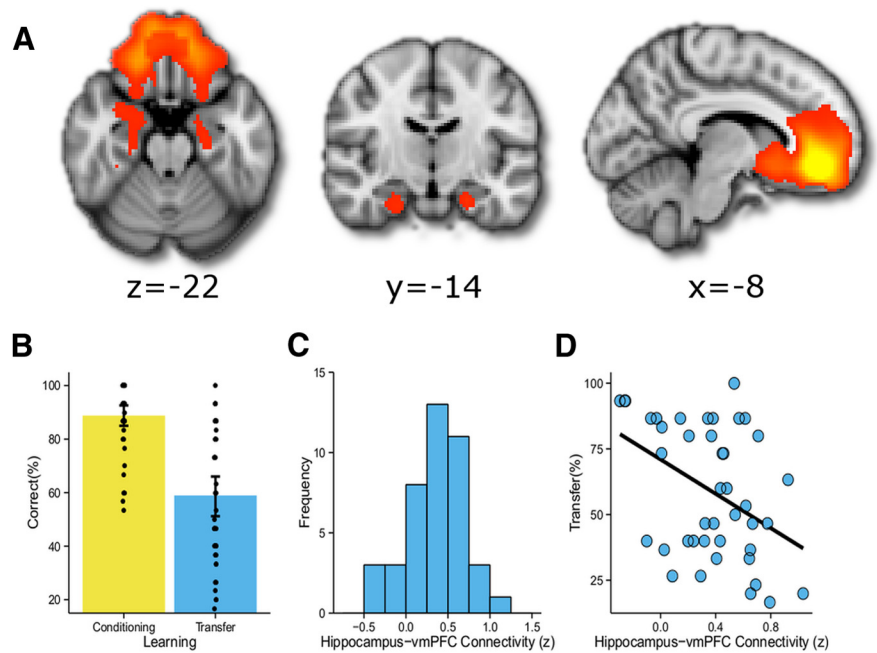 A
z=-22
y=-14
x=-8
B
Correct(%)
100
80
60
40
20
Conditioning
Transfer
Learning
C
Frequency
15
10
5
0
−0.5
0.0
0.5
1.0
1.5
Hippocampus−vmPFC Connectivity (z)
D
Transfer(%)
100
75
50
25
0.0
0.4
0.8
Hippocampus−vmPFC Connectivity (z)